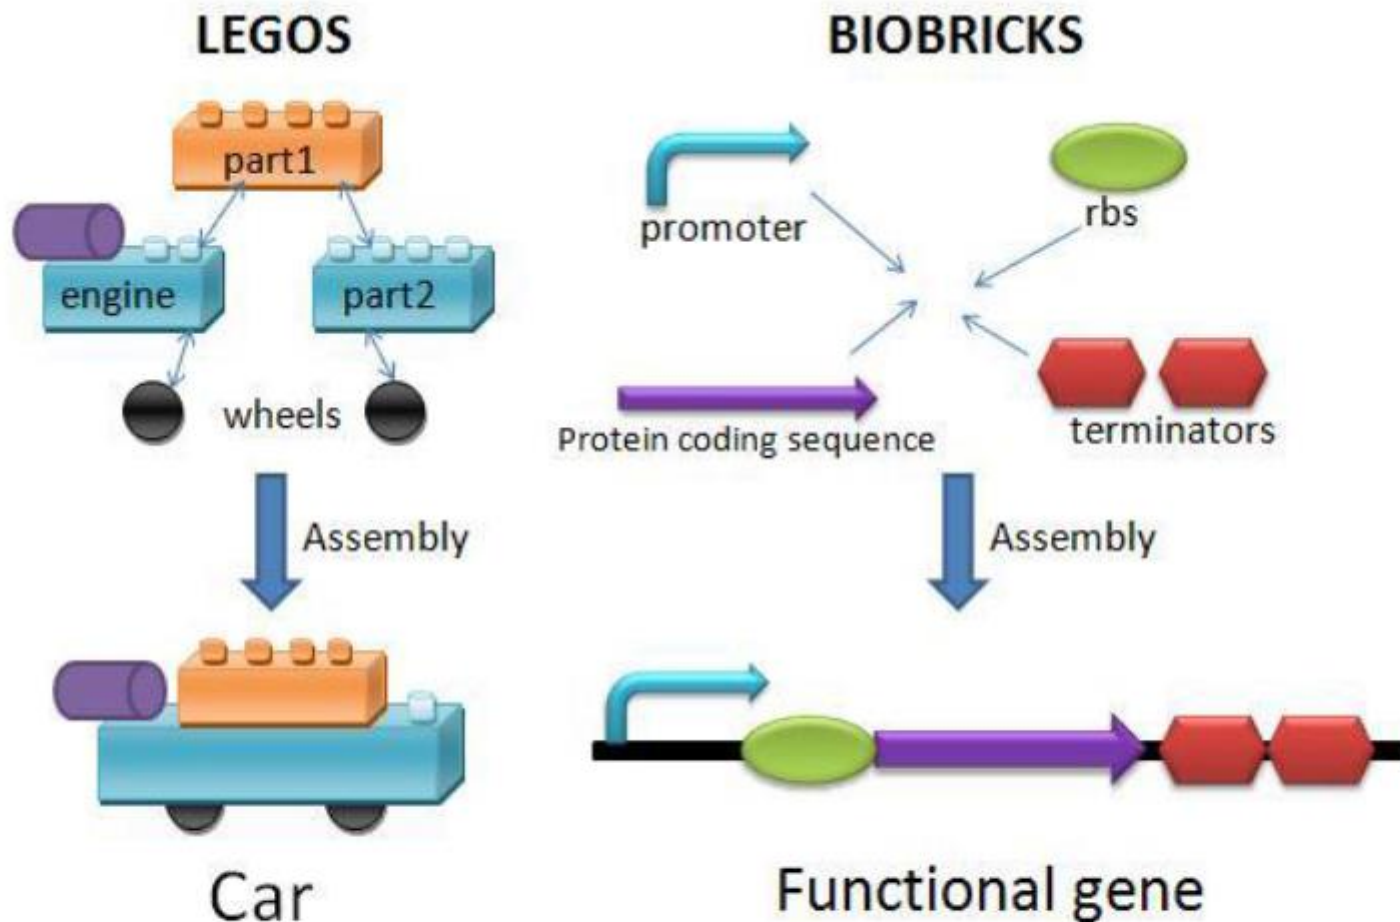 LEGOS
part1
engine
part2
wheels
Assembly
Car
BIOBRICKS
promoter
rbs
Protein coding sequence
terminators
Assembly
Functional gene